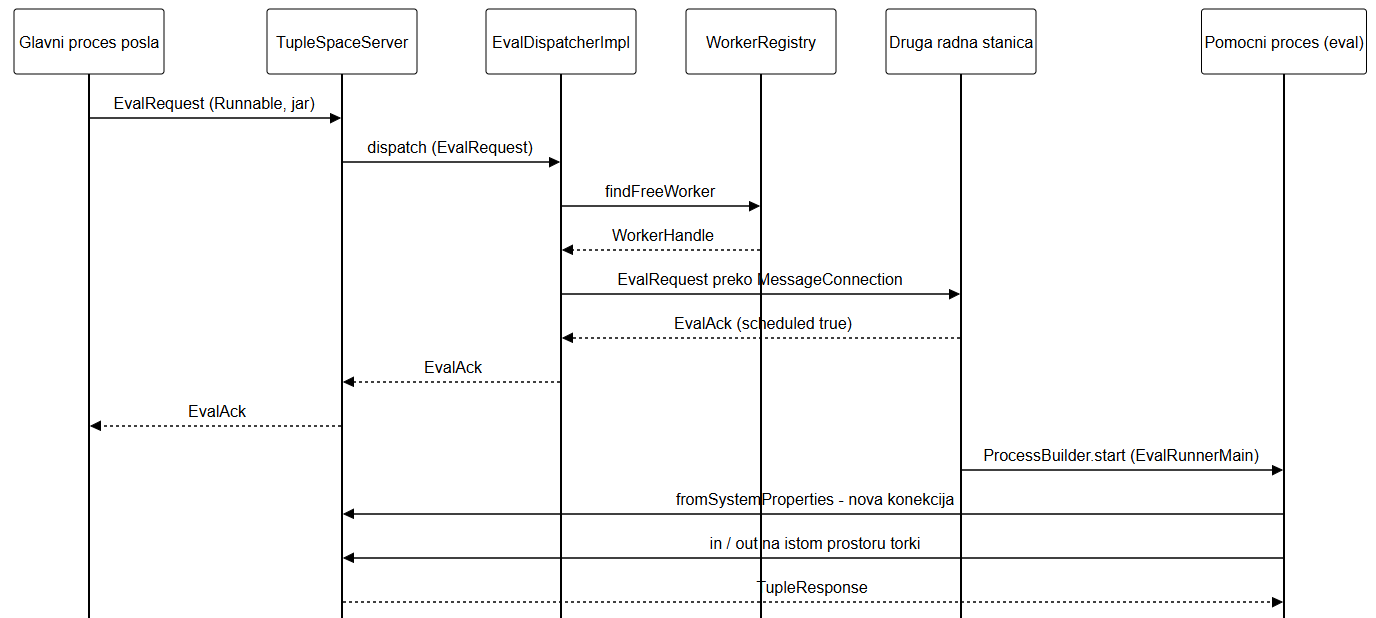 Glavni proces posla
TupleSpaceServer
EvalDispatcherImpl
WorkerRegistry
Druga radna stanica
Pomocni proces (eval)
EvalRequest (Runnable, jar)
dispatch (EvalRequest)
findFreeWorker
WorkerHandle
EvalRequest preko MessageConnection
EvalAck (scheduled true)
EvalAck
EvalAck
ProcessBuilder.start (EvalRunnerMain)
fromSystemProperties - nova konekcija
in / out na istom prostoru torki
TupleResponse